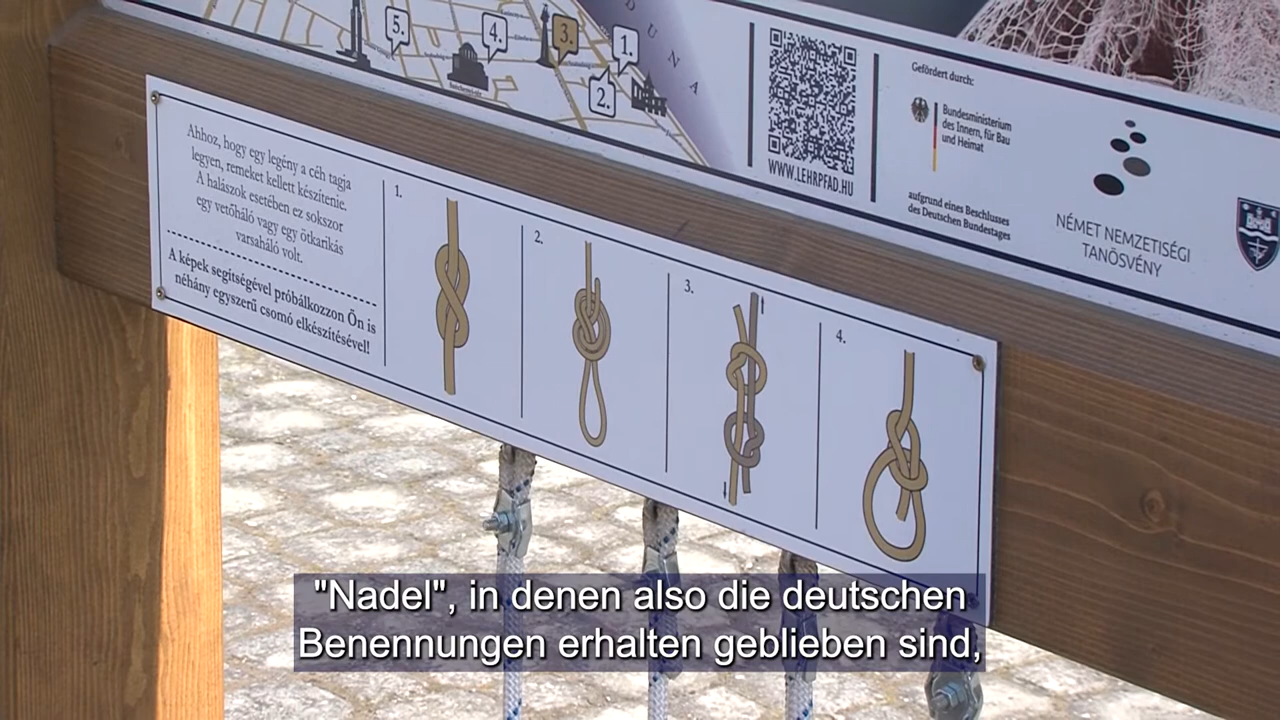 5.
4.
3.
1.
2.
DUNA
WWW.LEHRPFAD.HU
Gefördert durch:
Bundesministerium
des Innern, für Bau
und Heimat
aufgrund eines Beschlusses
des Deutschen Bundestages
NÉMET NEMZETISÉGI
TANÖSVÉNY
Ahhoz, hogy egy legény a céh tagja
legyen, remeket kellett készítenie.
A halászok esetében ez sokszor
egy vetőháló vagy egy ötkarikás
varsaháló volt.
A képek segítségével próbálkozzon Ön is
néhány egyszerű csomó elkészítésével!
1.
2.
3.
4.
"Nadel", in denen also die deutschen
Benennungen erhalten geblieben sind,